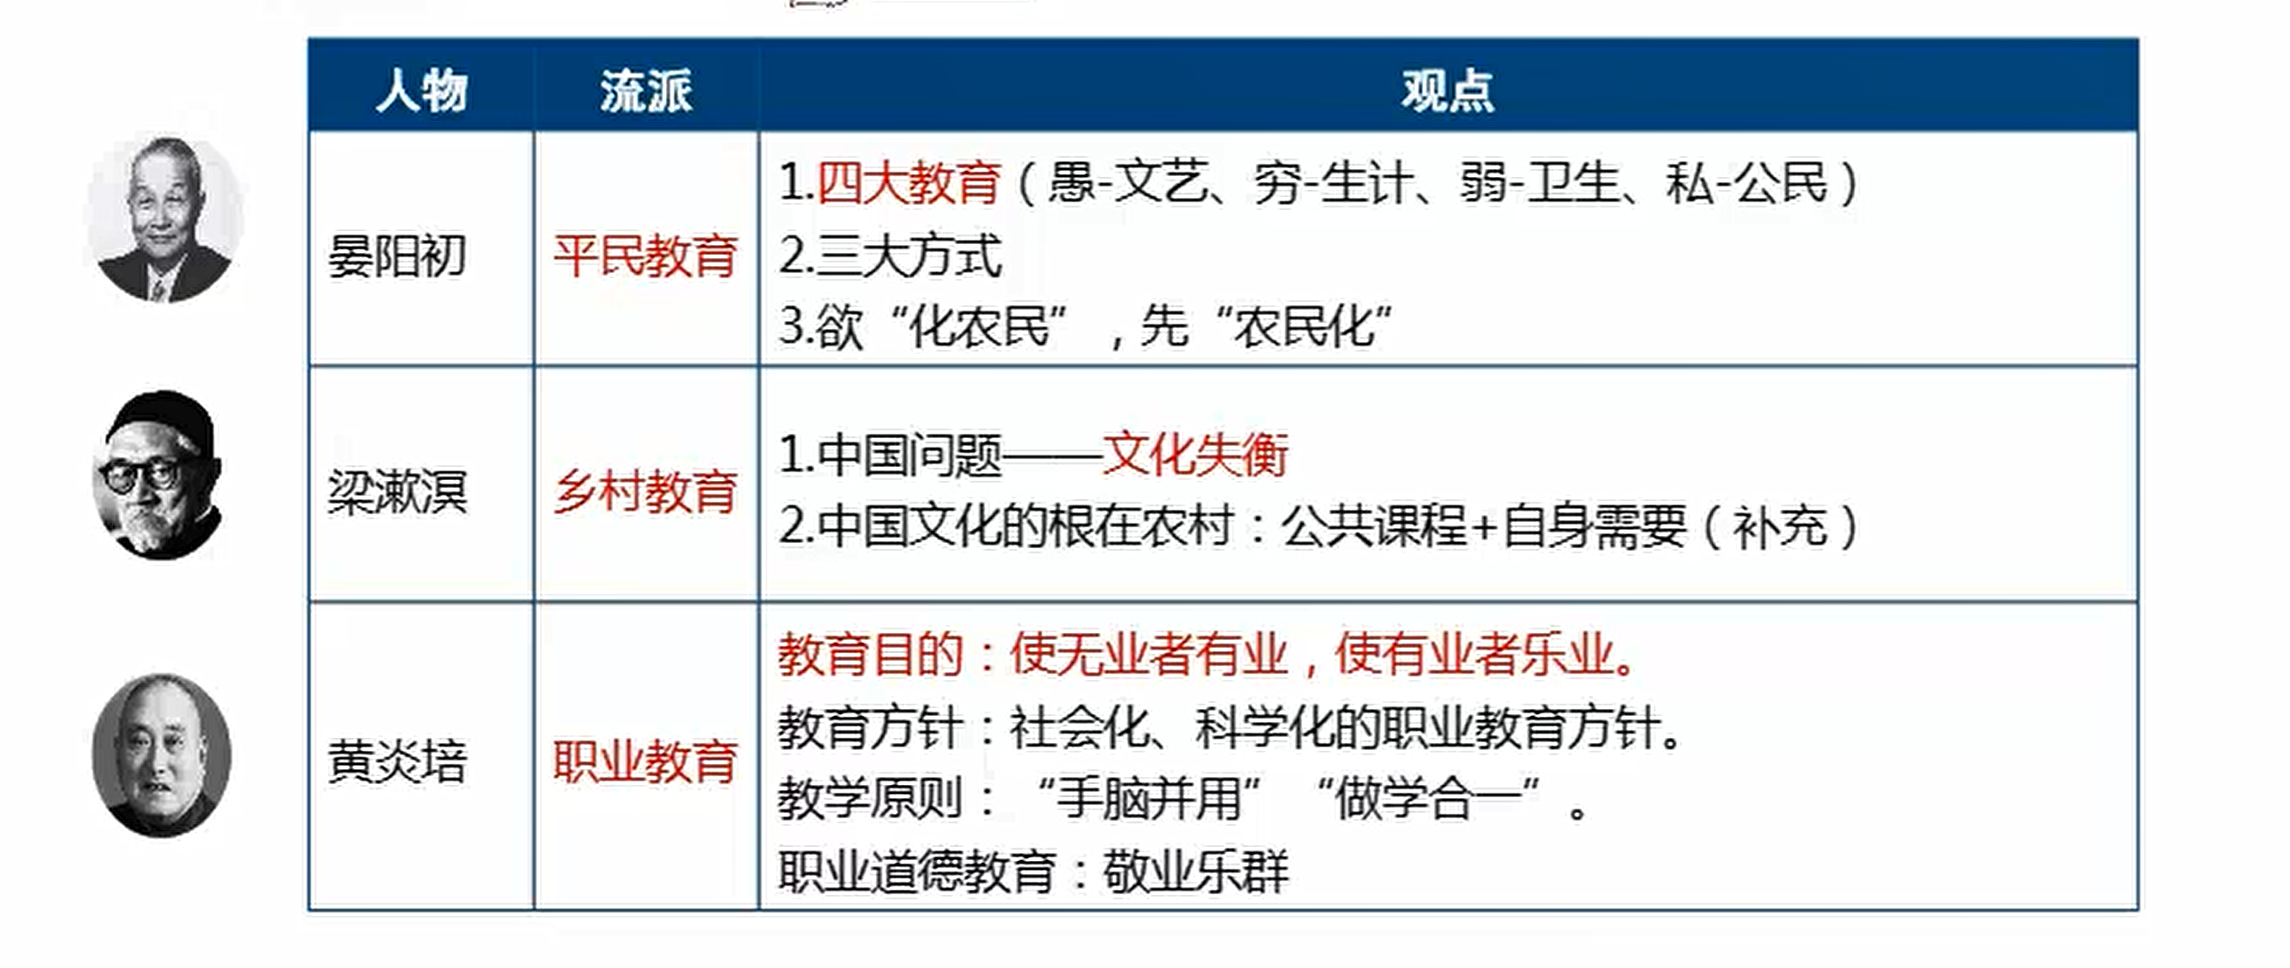 人物 流派 观点
晏阳初 平民教育
1.四大教育（愚-文艺、穷-生计、弱-卫生、私-公民）
2.三大方式
3.欲“化农民”，先“农民化”
梁漱溟 乡村教育
1.中国问题——文化失衡
2.中国文化的根在农村：公共课程+自身需要（补充）
黄炎培 职业教育
教育目的：使无业者有业，使有业者乐业。
教育方针：社会化、科学化的职业教育方针。
教学原则：“手脑并用”“做学合一”。
职业道德教育：敬业乐群